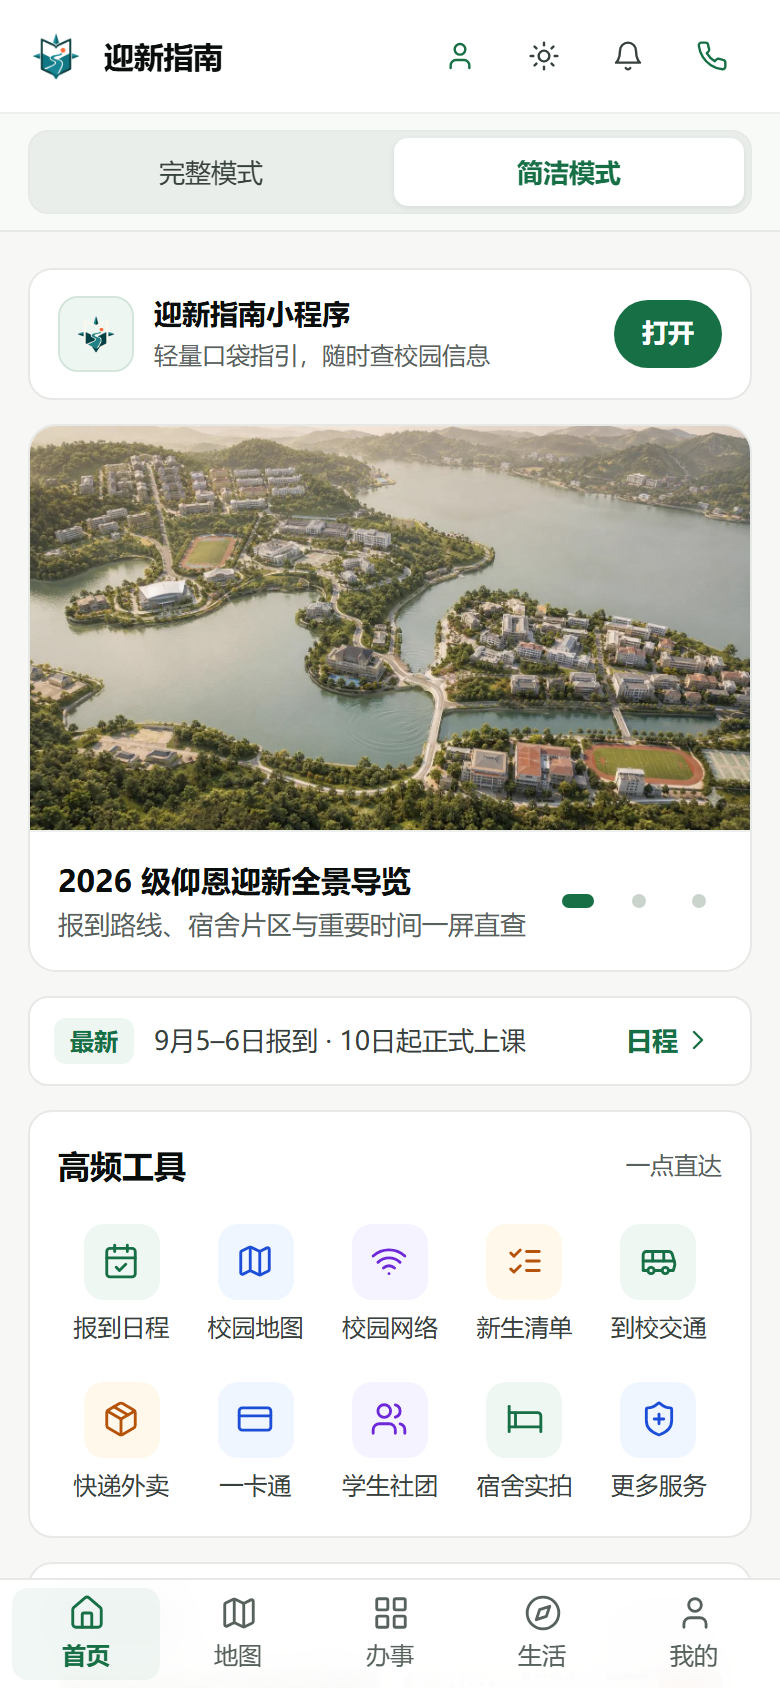 迎新指南
完整模式
简洁模式
迎新指南小程序
轻量口袋指引，随时查校园信息
打开
2026 级仰恩迎新全景导览
报到路线、宿舍片区与重要时间一屏直查
最新
9月5–6日报到 · 10日起正式上课
日程
高频工具
一点直达
报到日程
校园地图
校园网络
新生清单
到校交通
快递外卖
一卡通
学生社团
宿舍实拍
更多服务
首页
地图
办事
生活
我的